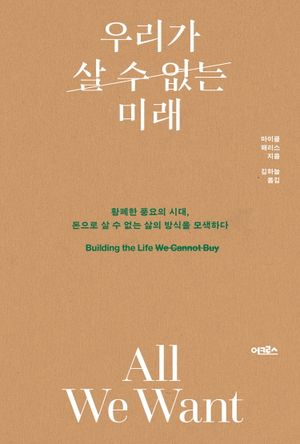 우리가
살 수 없는
미래
마이클
해리스
지음
김하늘
옮김
황폐한 풍요의 시대,
돈으로 살 수 없는 삶의 방식을 모색하다
Building the Life We Cannot Buy
All
We Want
어크로스